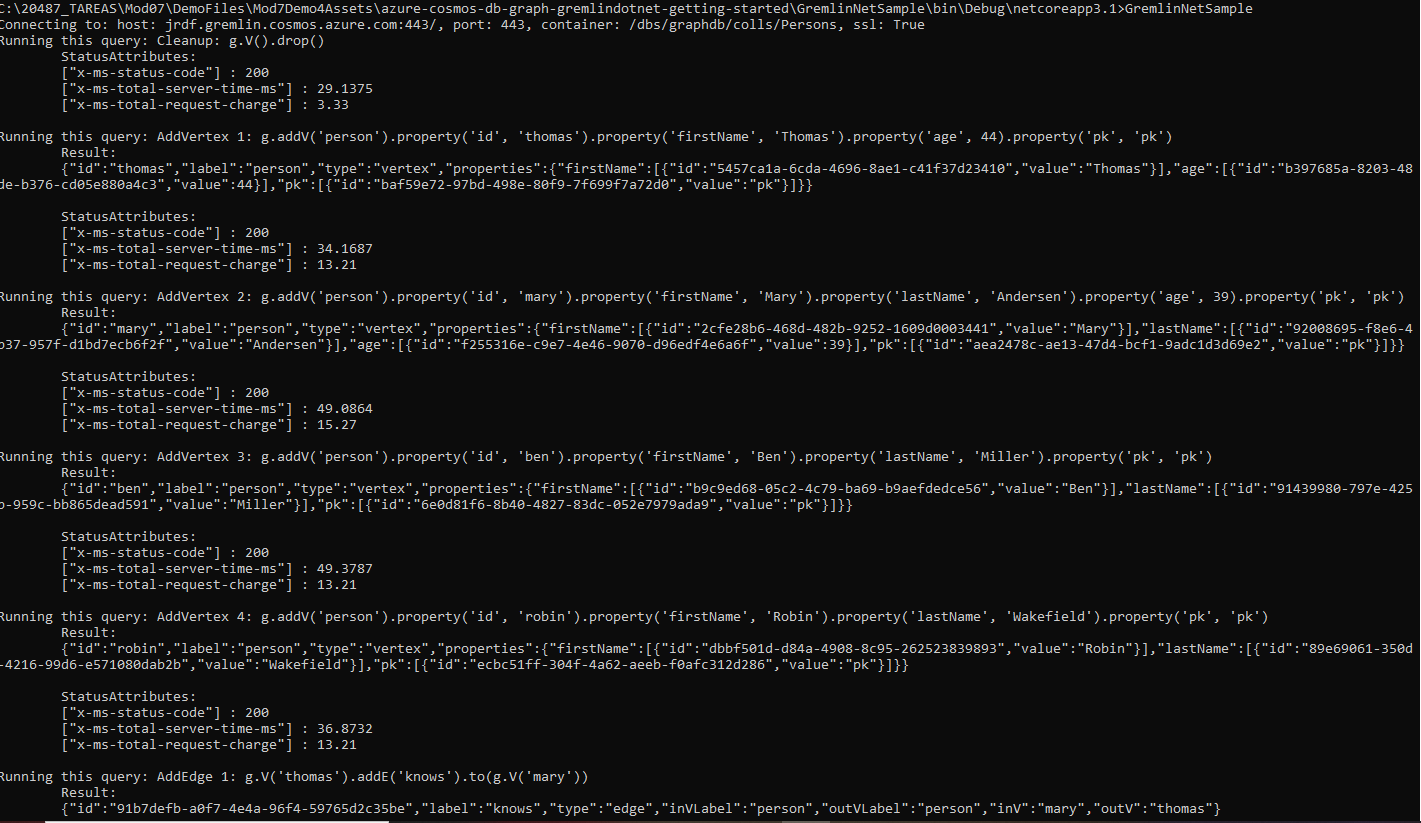 C:\20487_TAREAS\Mod07\DemoFiles\Mod7Demo4Assets\azure-cosmos-db-graph-gremlindotnet-getting-started\GremlinNetSample\bin\Debug\netcoreapp3.1>GremlinNetSample
Connecting to: host: jrdf.gremlin.cosmos.azure.com:443/, port: 443, container: /dbs/graphdb/colls/Persons, ssl: True
Running this query: Cleanup: g.V().drop()
StatusAttributes:
["x-ms-status-code"] : 200
["x-ms-total-server-time-ms"] : 29.1375
["x-ms-total-request-charge"] : 3.33
Running this query: AddVertex 1: g.addV('person').property('id', 'thomas').property('firstName', 'Thomas').property('age', 44).property('pk', 'pk')
Result:
{"id":"thomas","label":"person","type":"vertex","properties":{"firstName":[{"id":"5457ca1a-6cda-4696-8ae1-c41f37d23410","value":"Thomas"}],"age":[{"id":"b397685a-8203-48
de-b376-cd05e880a4c3","value":44}],"pk":[{"id":"baf59e72-97bd-498e-80f9-7f699f7a72d0","value":"pk"}]}}
StatusAttributes:
["x-ms-status-code"] : 200
["x-ms-total-server-time-ms"] : 34.1687
["x-ms-total-request-charge"] : 13.21
Running this query: AddVertex 2: g.addV('person').property('id', 'mary').property('firstName', 'Mary').property('lastName', 'Andersen').property('age', 39).property('pk', 'pk')
Result:
{"id":"mary","label":"person","type":"vertex","properties":{"firstName":[{"id":"2cfe28b6-468d-482b-9252-1609d0003441","value":"Mary"}],"lastName":[{"id":"92008695-f8e6-4
b37-957f-d1bd7ecb6f2f","value":"Andersen"}],"age":[{"id":"f255316e-c9e7-4e46-9070-d96edf4e6a6f","value":39}],"pk":[{"id":"aea2478c-ae13-47d4-bcf1-9adc1d3d69e2","value":"pk"}]}}
StatusAttributes:
["x-ms-status-code"] : 200
["x-ms-total-server-time-ms"] : 49.0864
["x-ms-total-request-charge"] : 15.27
Running this query: AddVertex 3: g.addV('person').property('id', 'ben').property('firstName', 'Ben').property('lastName', 'Miller').property('pk', 'pk')
Result:
{"id":"ben","label":"person","type":"vertex","properties":{"firstName":[{"id":"b9c9ed68-05c2-4c79-ba69-b9aefdedce56","value":"Ben"}],"lastName":[{"id":"91439980-797e-425
b-959c-bb865dead591","value":"Miller"}],"pk":[{"id":"6e0d81f6-8b40-4827-83dc-052e7979ada9","value":"pk"}]}}
StatusAttributes:
["x-ms-status-code"] : 200
["x-ms-total-server-time-ms"] : 49.3787
["x-ms-total-request-charge"] : 13.21
Running this query: AddVertex 4: g.addV('person').property('id', 'robin').property('firstName', 'Robin').property('lastName', 'Wakefield').property('pk', 'pk')
Result:
{"id":"robin","label":"person","type":"vertex","properties":{"firstName":[{"id":"dbbf501d-d84a-4908-8c95-262523839893","value":"Robin"}],"lastName":[{"id":"89e69061-350d
-4216-99d6-e571080dab2b","value":"Wakefield"}],"pk":[{"id":"ecbc51ff-304f-4a62-aeeb-f0afc312d286","value":"pk"}]}}
StatusAttributes:
["x-ms-status-code"] : 200
["x-ms-total-server-time-ms"] : 36.8732
["x-ms-total-request-charge"] : 13.21
Running this query: AddEdge 1: g.V('thomas').addE('knows').to(g.V('mary'))
Result:
{"id":"91b7defb-a0f7-4e4a-96f4-59765d2c35be","label":"knows","type":"edge","inVLabel":"person","outVLabel":"person","inV":"mary","outV":"thomas"}